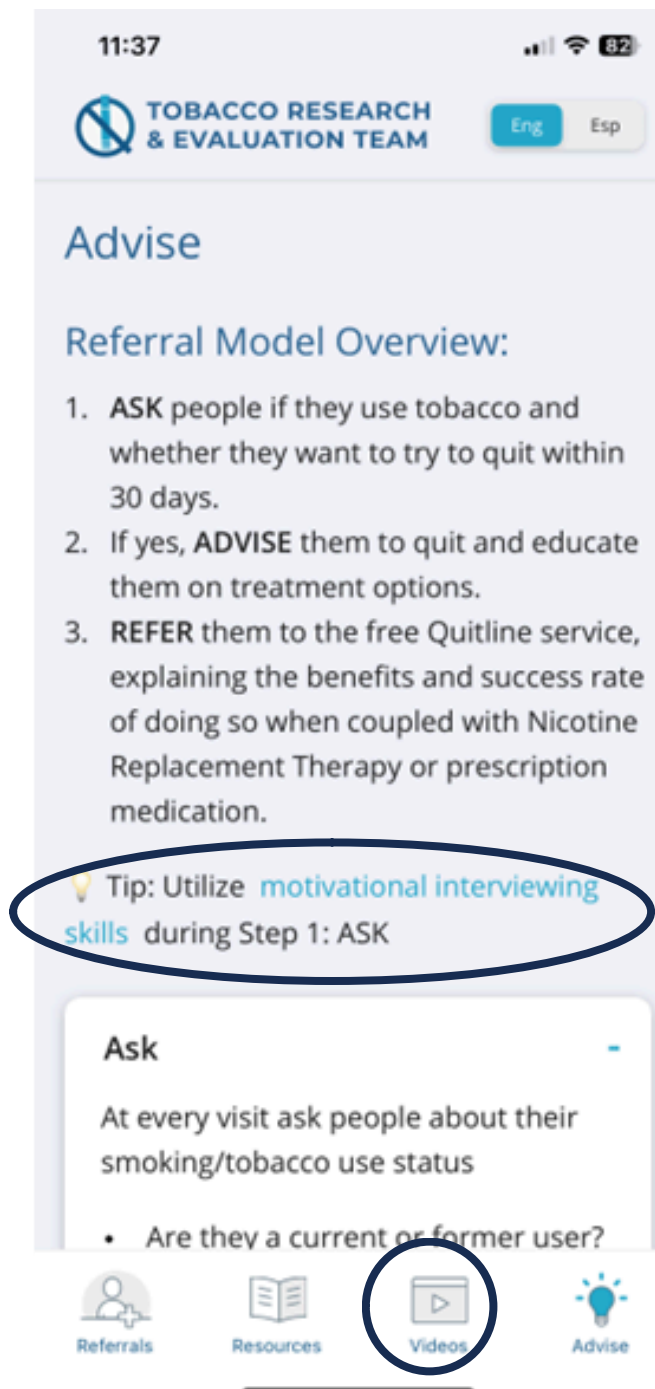 11:37
82
TOBACCO RESEARCH
& EVALUATION TEAM
Eng
Esp
Advise
Referral Model Overview:
1. ASK people if they use tobacco and
whether they want to try to quit within
30 days.
2. If yes, ADVISE them to quit and educate
them on treatment options.
3. REFER them to the free Quitline service,
explaining the benefits and success rate
of doing so when coupled with Nicotine
Replacement Therapy or prescription
medication.
Tip: Utilize motivational interviewing
skills during Step 1: ASK
Ask -
At every visit ask people about their
smoking/tobacco use status
• Are they a current or former user?
Referrals
Resources
Videos
Advise